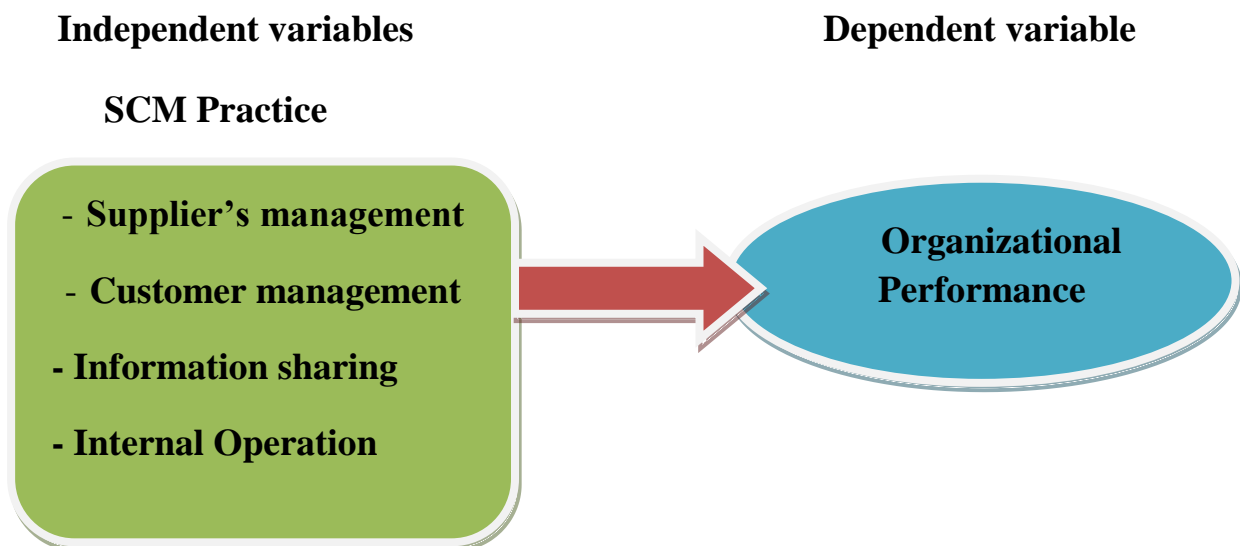 Independent variables
Dependent variable
SCM Practice
- Supplier’s management
- Customer management
- Information sharing
- Internal Operation
Organizational
Performance